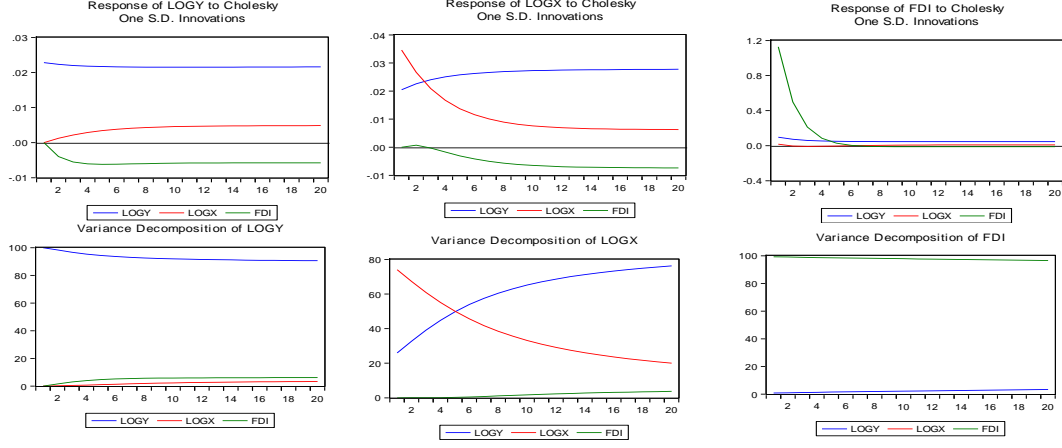 Response of LOGY to Cholesky
One S.D. Innovations
.03
.02
.01
.00
-.01
2 4 6 8 10 12 14 16 18 20
LOGY LOGX FDI
Response of LOGX to Cholesky
One S.D. Innovations
.04
.03
.02
.01
.00
-.01
2 4 6 8 10 12 14 16 18 20
LOGY LOGX FDI
Response of FDI to Cholesky
One S.D. Innovations
1.2
0.8
0.4
0.0
-0.4
2 4 6 8 10 12 14 16 18 20
LOGY LOGX FDI
Variance Decomposition of LOGY
100
80
60
40
20
0
2 4 6 8 10 12 14 16 18 20
LOGY LOGX FDI
Variance Decomposition of LOGX
80
60
40
20
0
2 4 6 8 10 12 14 16 18 20
LOGY LOGX FDI
Variance Decomposition of FDI
100
80
60
40
20
0
2 4 6 8 10 12 14 16 18 20
LOGY LOGX FDI